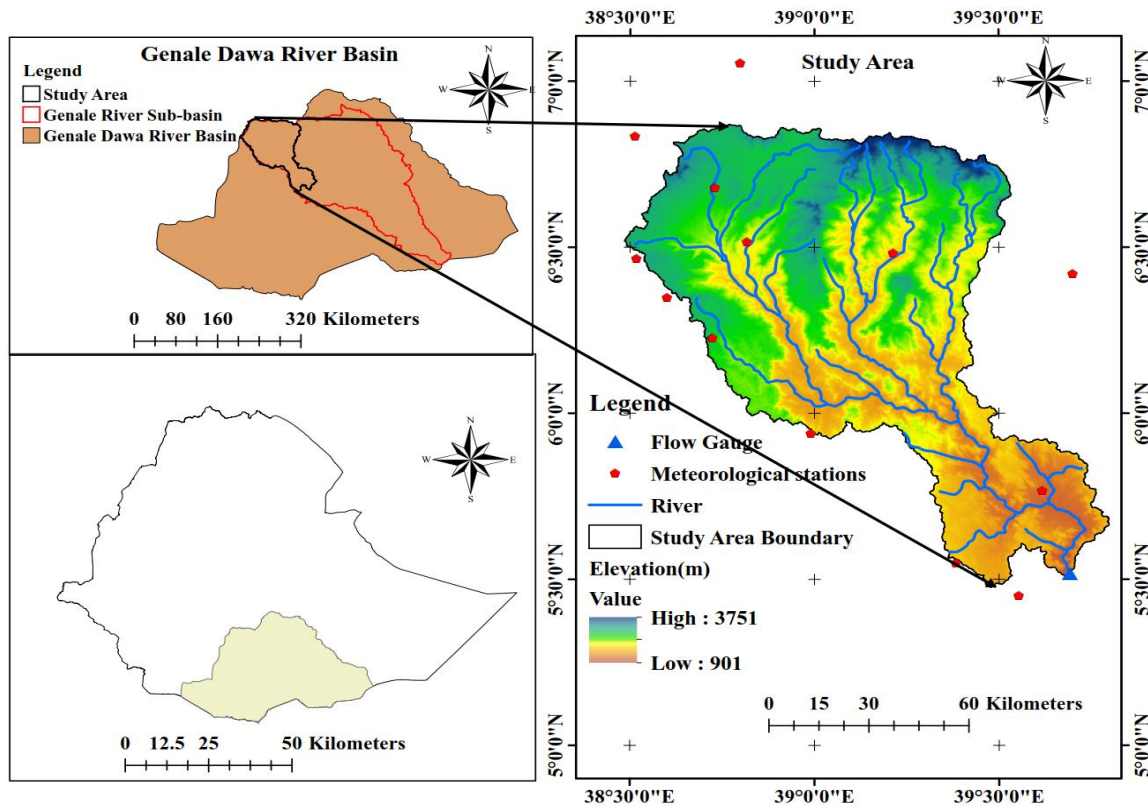 Genale Dawa River Basin
Legend
Study Area
Genale River Sub-basin
Genale Dawa River Basin
N
W E
S
0 80 160 320 Kilometers
N
W E
S
0 12.5 25 50 Kilometers
38°30'0"E 39°0'0"E 39°30'0"E
Study Area
N
W E
S
7°0'0"N 7°0'0"N
6°30'0"N 6°30'0"N
6°0'0"N 6°0'0"N
5°30'0"N 5°30'0"N
5°0'0"N 5°0'0"N
Legend
Flow Gauge
Meteorological stations
River
Study Area Boundary
Elevation(m)
Value
High : 3751
Low : 901
0 15 30 60 Kilometers
38°30'0"E 39°0'0"E 39°30'0"E